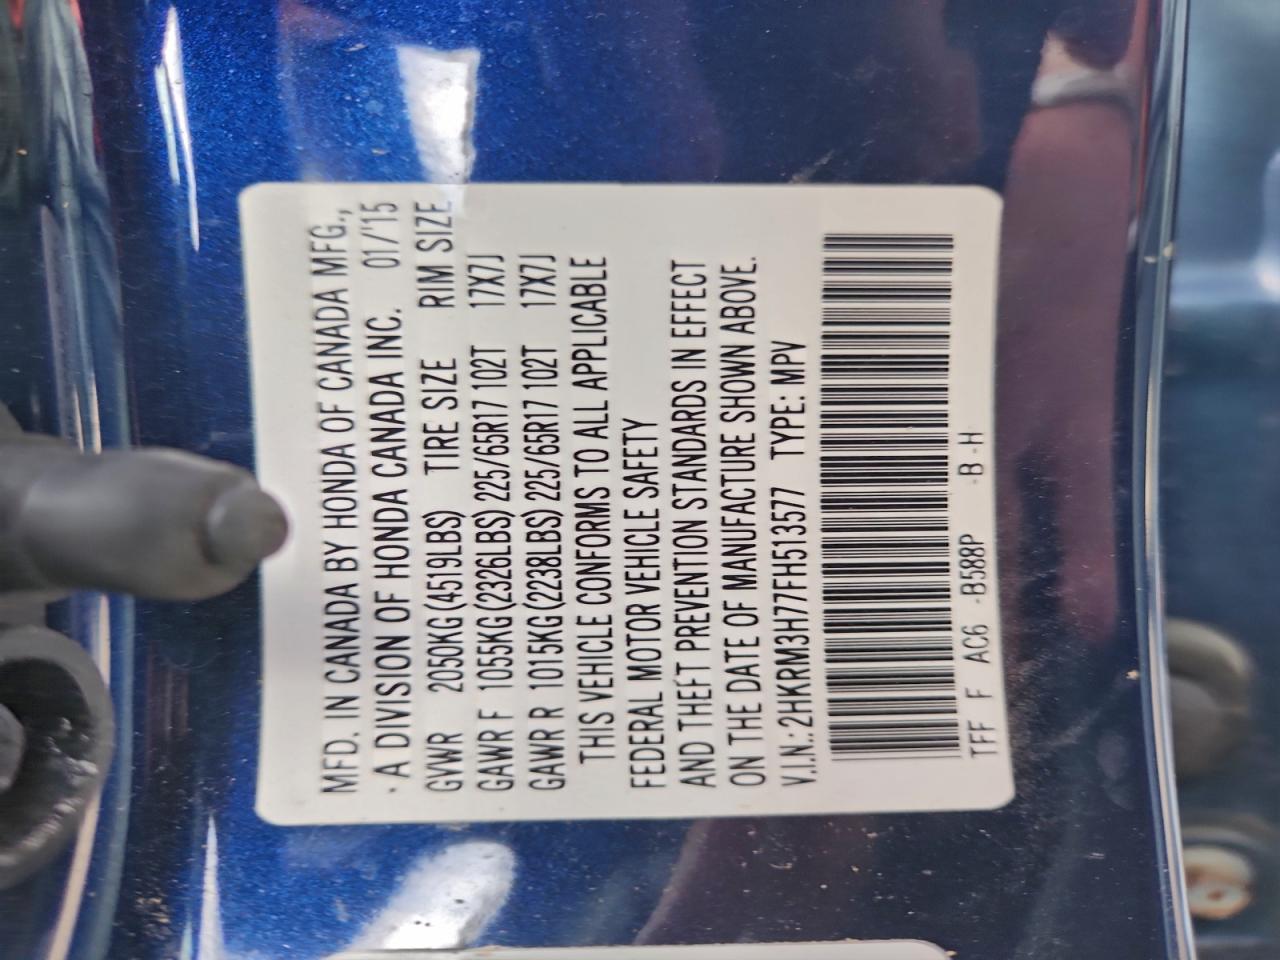 MFD. IN CANADA BY HONDA OF CANADA MFG.,
A DIVISION OF HONDA CANADA INC. 01/'15
GVWR 2050KG(4519LBS) TIRE SIZE RIM SIZE
GAWR F 1055KG(2326LBS) 225/65R17 102T 17X7J
GAWR R 1015KG(2238LBS) 225/65R17 102T 17X7J
THIS VEHICLE CONFORMS TO ALL APPLICABLE
FEDERAL MOTOR VEHICLE SAFETY
AND THEFT PREVENTION STANDARDS IN EFFECT
ON THE DATE OF MANUFACTURE SHOWN ABOVE.
V.I.N.:2HKRM3H77FH513577 TYPE: MPV
TFF F AC6 -B588P -B-H